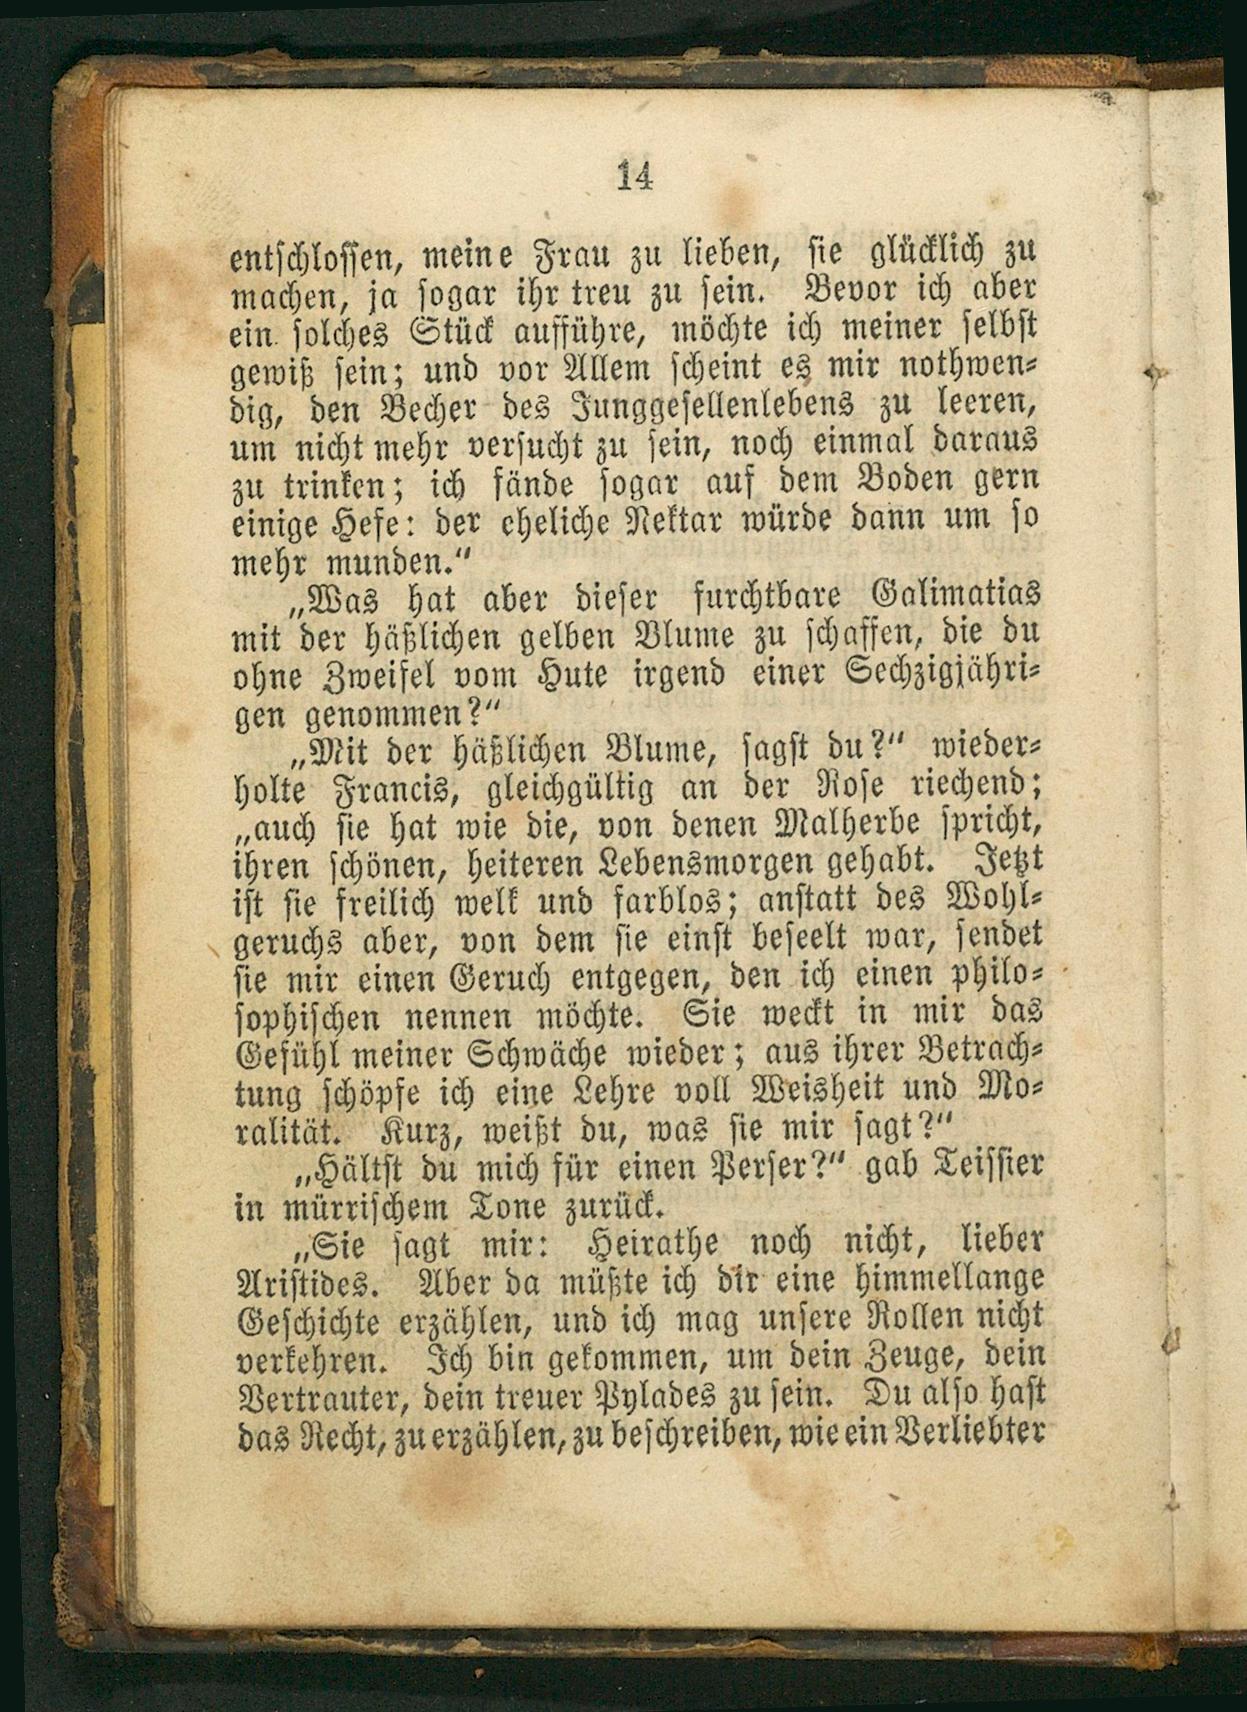 14
entschlossen, meine Frau zu lieben, sie glücklich zu
machen, ja sogar ihr treu zu sein. Bevor ich aber
ein solches Stück aufführe, möchte ich meiner selbst
gewiß sein; und vor Allem scheint es mir nothwen-
dig, den Becher des Junggesellenlebens zu leeren,
um nicht mehr versucht zu sein, noch einmal daraus
zu trinken; ich fände sogar auf dem Boden gern
einige Hefe: der eheliche Nektar würde dann um so
mehr munden.“
„Was hat aber dieser furchtbare Galimatias
mit der häßlichen gelben Blume zu schaffen, die du
ohne Zweifel vom Hute irgend einer Sechzigjähri-
gen genommen?“
„Mit der häßlichen Blume, sagst du?“ wieder-
holte Francis, gleichgültig an der Rose riechend;
„auch sie hat wie die, von denen Malherbe spricht,
ihren schönen, heiteren Lebensmorgen gehabt. Jetzt
ist sie freilich welk und farblos; anstatt des Wohl-
geruchs aber, von dem sie einst beseelt war, sendet
sie mir einen Geruch entgegen, den ich einen philo-
sophischen nennen möchte. Sie weckt in mir das
Gefühl meiner Schwäche wieder; aus ihrer Betrach-
tung schöpfe ich eine Lehre voll Weisheit und Mo-
ralität. Kurz, weißt du, was sie mir sagt?“
„Hältst du mich für einen Perser?“ gab Teissier
in mürrischem Tone zurück.
„Sie sagt mir: Heirathe noch nicht, lieber
Aristides. Aber da müßte ich dir eine himmellange
Geschichte erzählen, und ich mag unsere Rollen nicht
verkehren. Ich bin gekommen, um dein Zeuge, dein
Vertrauter, dein treuer Pylades zu sein. Du also hast
das Recht, zu erzählen, zu beschreiben, wie ein Verliebter